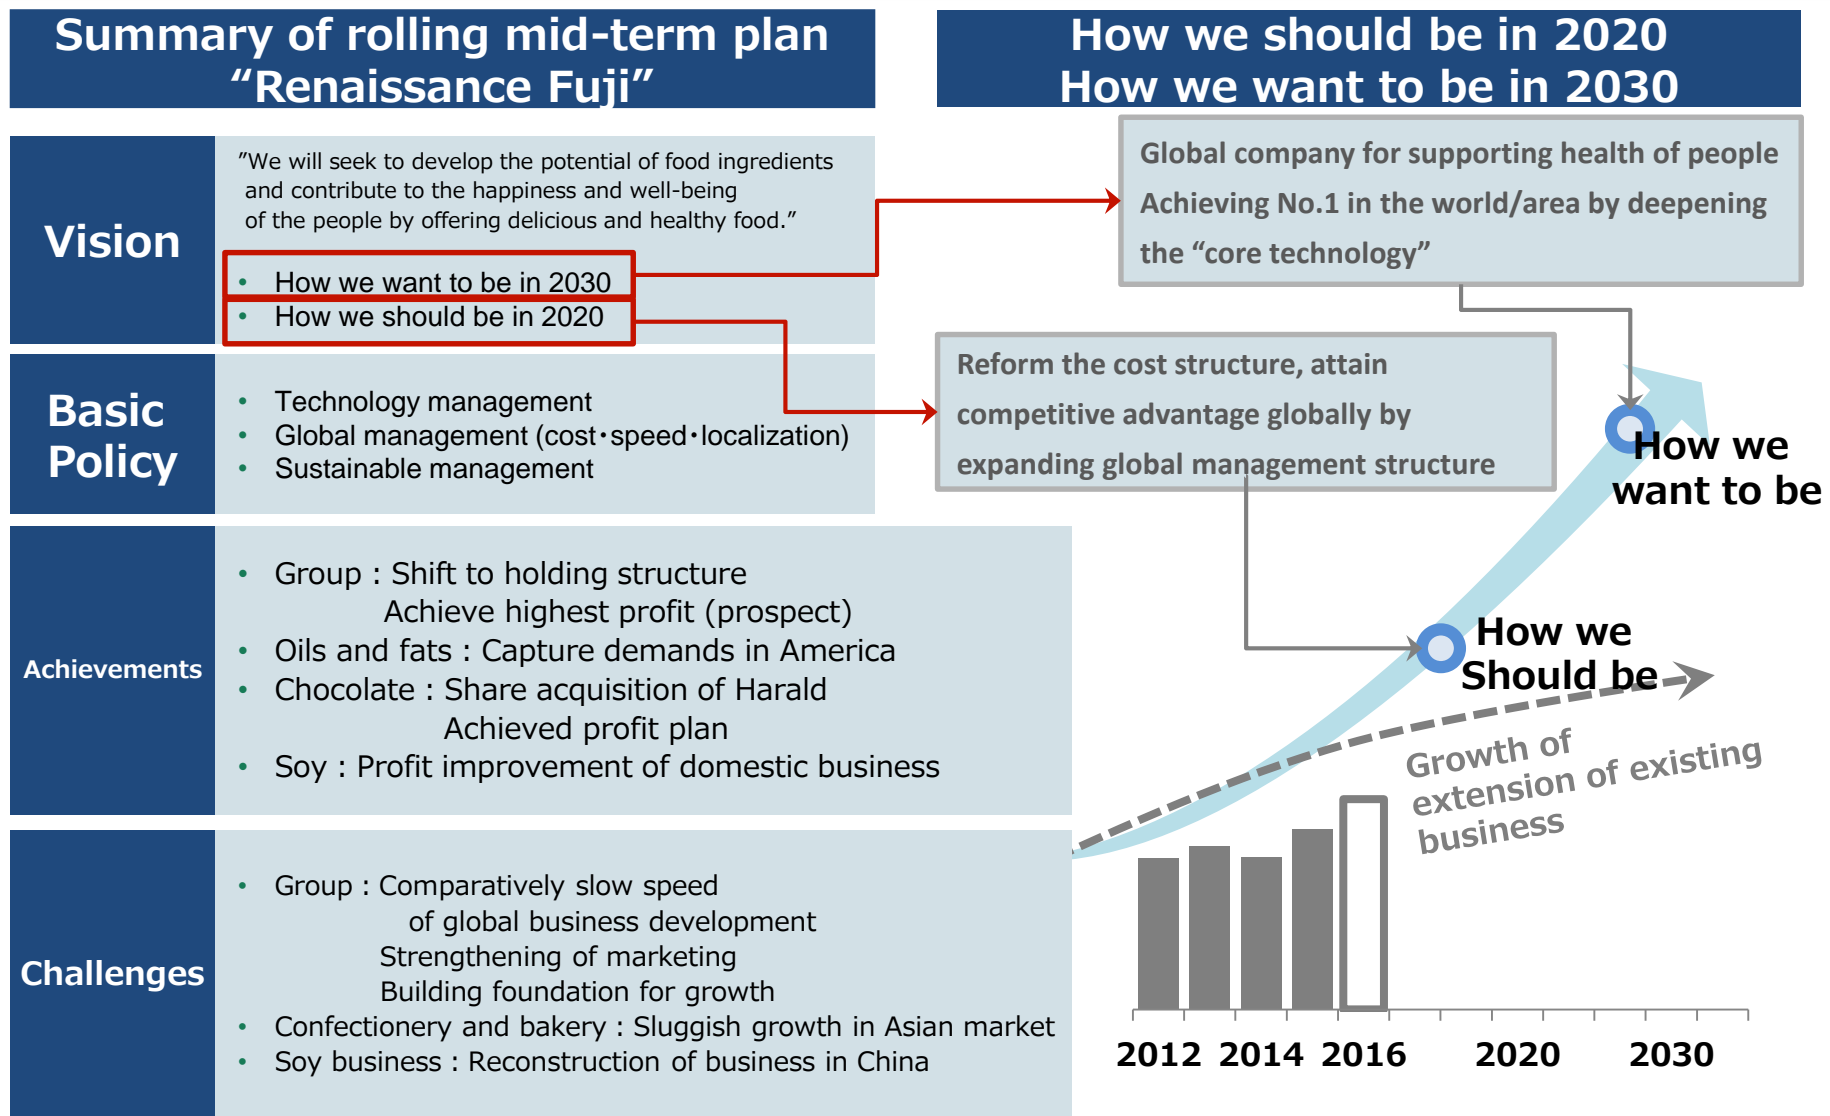 Summary of rolling mid-term plan
“Renaissance Fuji”
Vision
”We will seek to develop the potential of food ingredients
and contribute to the happiness and well-being
of the people by offering delicious and healthy food.”
• How we want to be in 2030
• How we should be in 2020
Basic
Policy
• Technology management
• Global management (cost・speed・localization)
• Sustainable management
Achievements
• Group : Shift to holding structure
Achieve highest profit (prospect)
• Oils and fats : Capture demands in America
• Chocolate : Share acquisition of Harald
Achieved profit plan
• Soy : Profit improvement of domestic business
Challenges
• Group : Comparatively slow speed
of global business development
Strengthening of marketing
Building foundation for growth
• Confectionery and bakery : Sluggish growth in Asian market
• Soy business : Reconstruction of business in China
How we should be in 2020
How we want to be in 2030
Global company for supporting health of people
Achieving No.1 in the world/area by deepening
the “core technology”
Reform the cost structure, attain
competitive advantage globally by
expanding global management structure
How we
want to be
How we
Should be
Growth of
extension of existing
business
2012 2014 2016 2020 2030